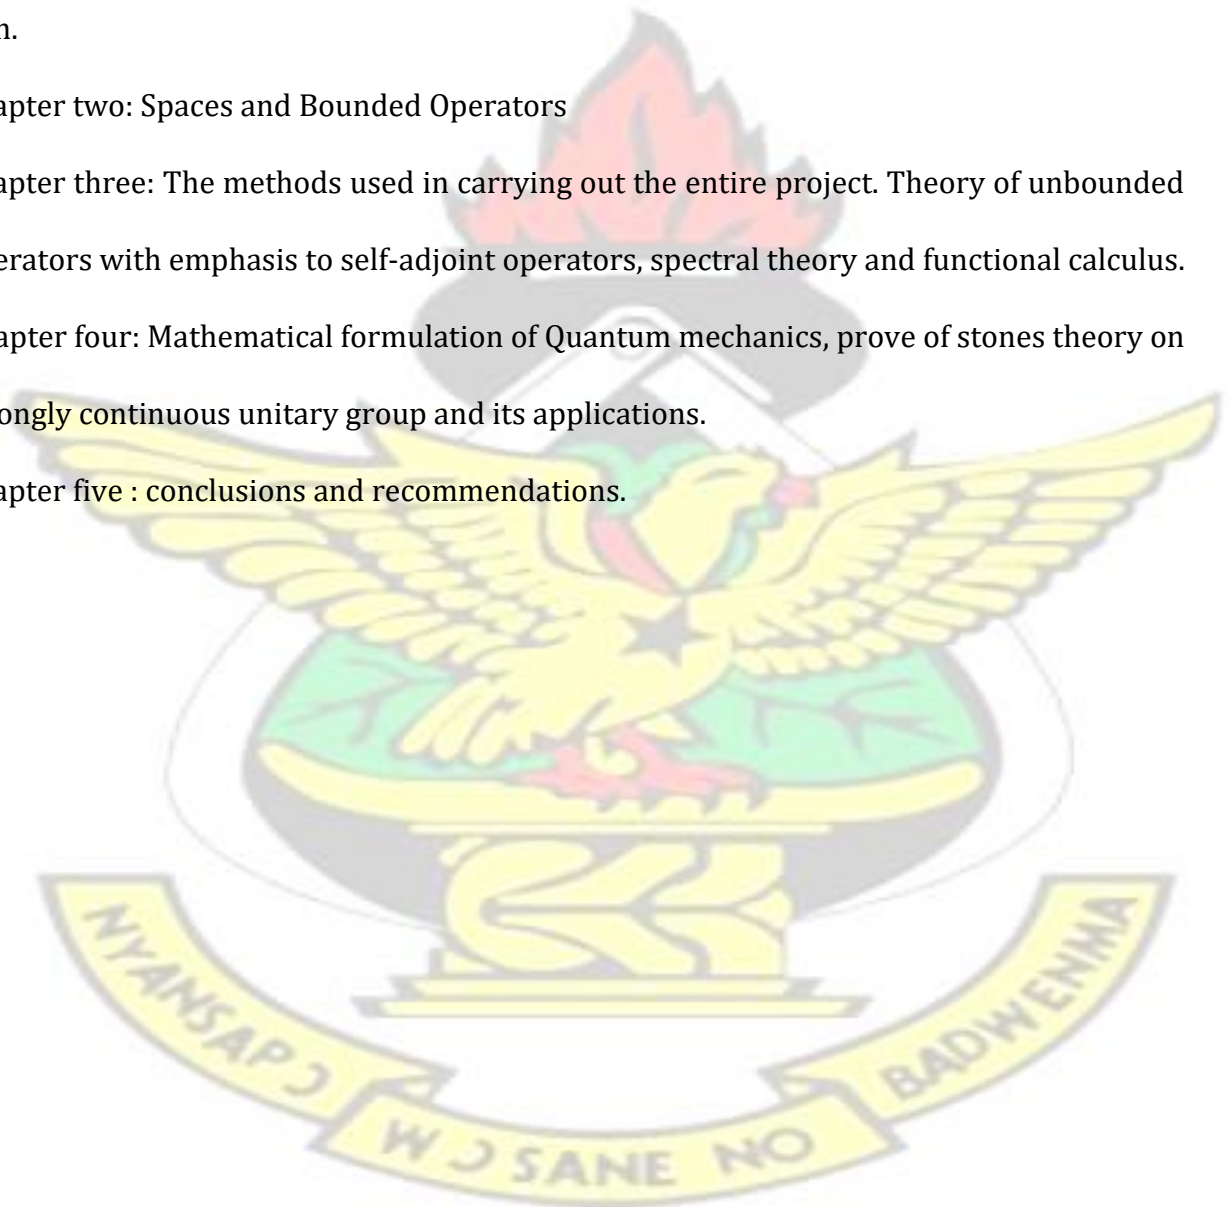 n.
apter two: Spaces and Bounded Operators
apter three: The methods used in carrying out the entire project. Theory of unbounded
erators with emphasis to self-adjoint operators, spectral theory and functional calculus.
apter four: Mathematical formulation of Quantum mechanics, prove of stones theory on
ongly continuous unitary group and its applications.
apter five : conclusions and recommendations.
NYANSAPƆ
WƆ SANE NO
BADWENMA